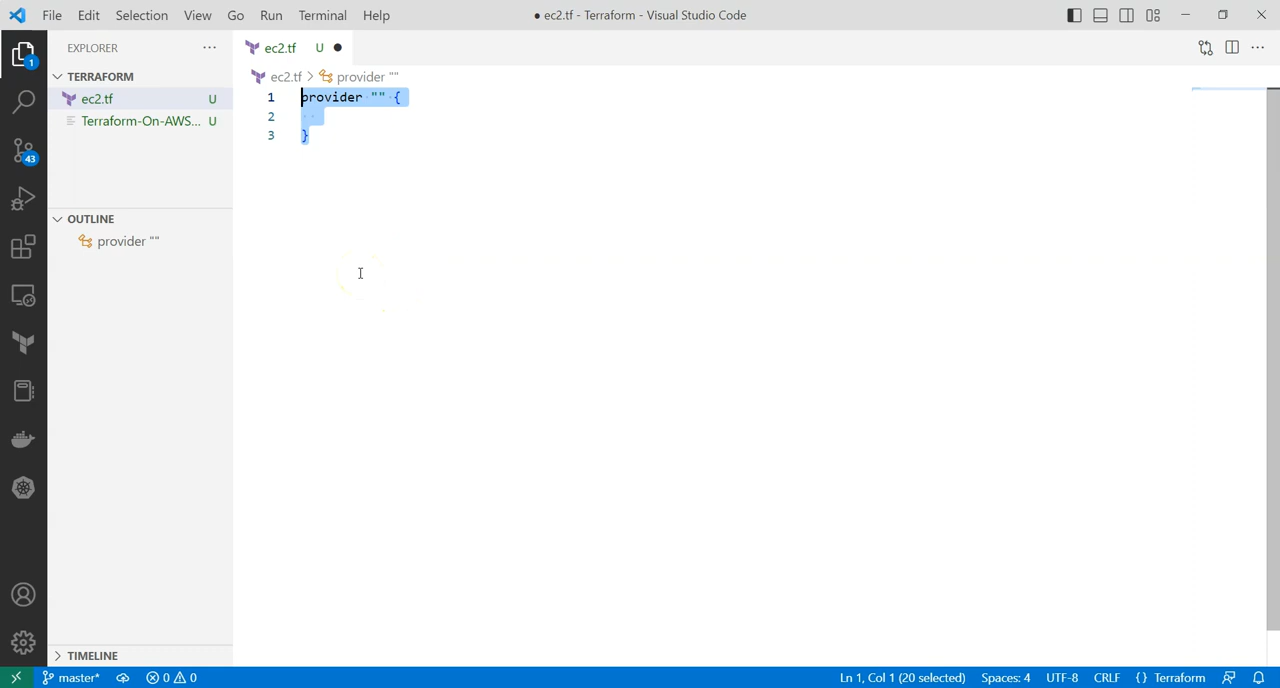 File Edit Selection View Go Run Terminal Help
● ec2.tf - Terraform - Visual Studio Code
EXPLORER
TERRAFORM
ec2.tf U
Terraform-On-AWS... U
OUTLINE
provider ""
TIMELINE
1
43
ec2.tf U
ec2.tf > provider ""
1 provider "" {
2
3 }
master* 0 0 Ln 1, Col 1 (20 selected) Spaces: 4 UTF-8 CRLF {} Terraform